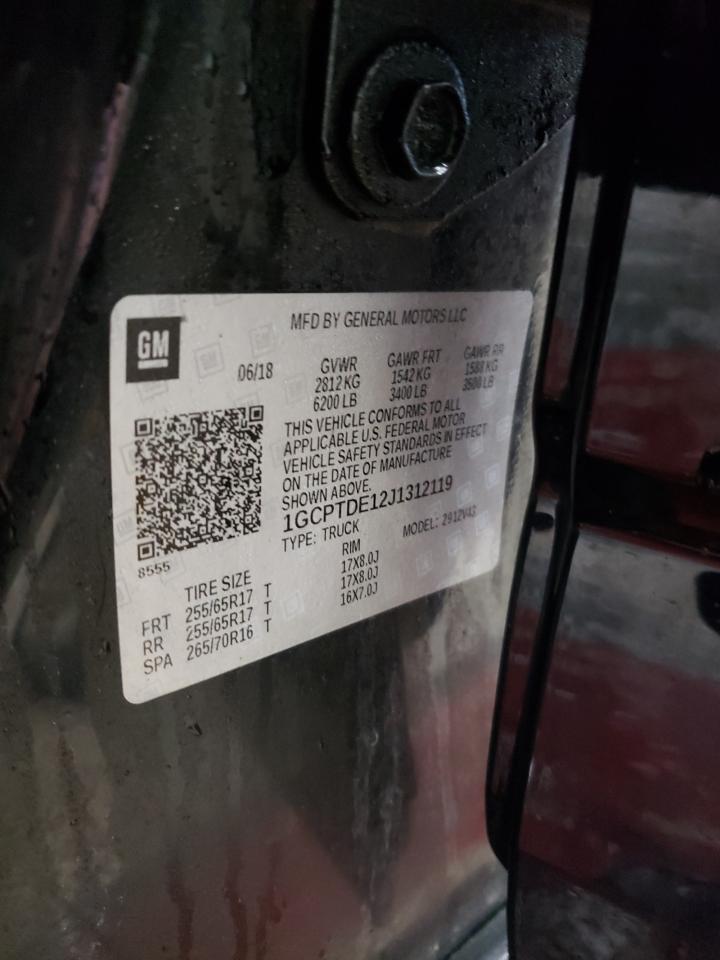 GM
MFD BY GENERAL MOTORS LLC
06/18
GVWR GAWR FRT GAWR RR
2812 KG 1542 KG 1588 KG
6200 LB 3400 LB 3500 LB
THIS VEHICLE CONFORMS TO ALL
APPLICABLE U.S. FEDERAL MOTOR
VEHICLE SAFETY STANDARDS IN EFFECT
ON THE DATE OF MANUFACTURE
SHOWN ABOVE.
1GCPTDE12J1312119
TYPE: TRUCK MODEL: 2912V43
8555
TIRE SIZE RIM
FRT 255/65R17 T 17X8.0J
RR 255/65R17 T 17X8.0J
SPA 265/70R16 T 16X7.0J